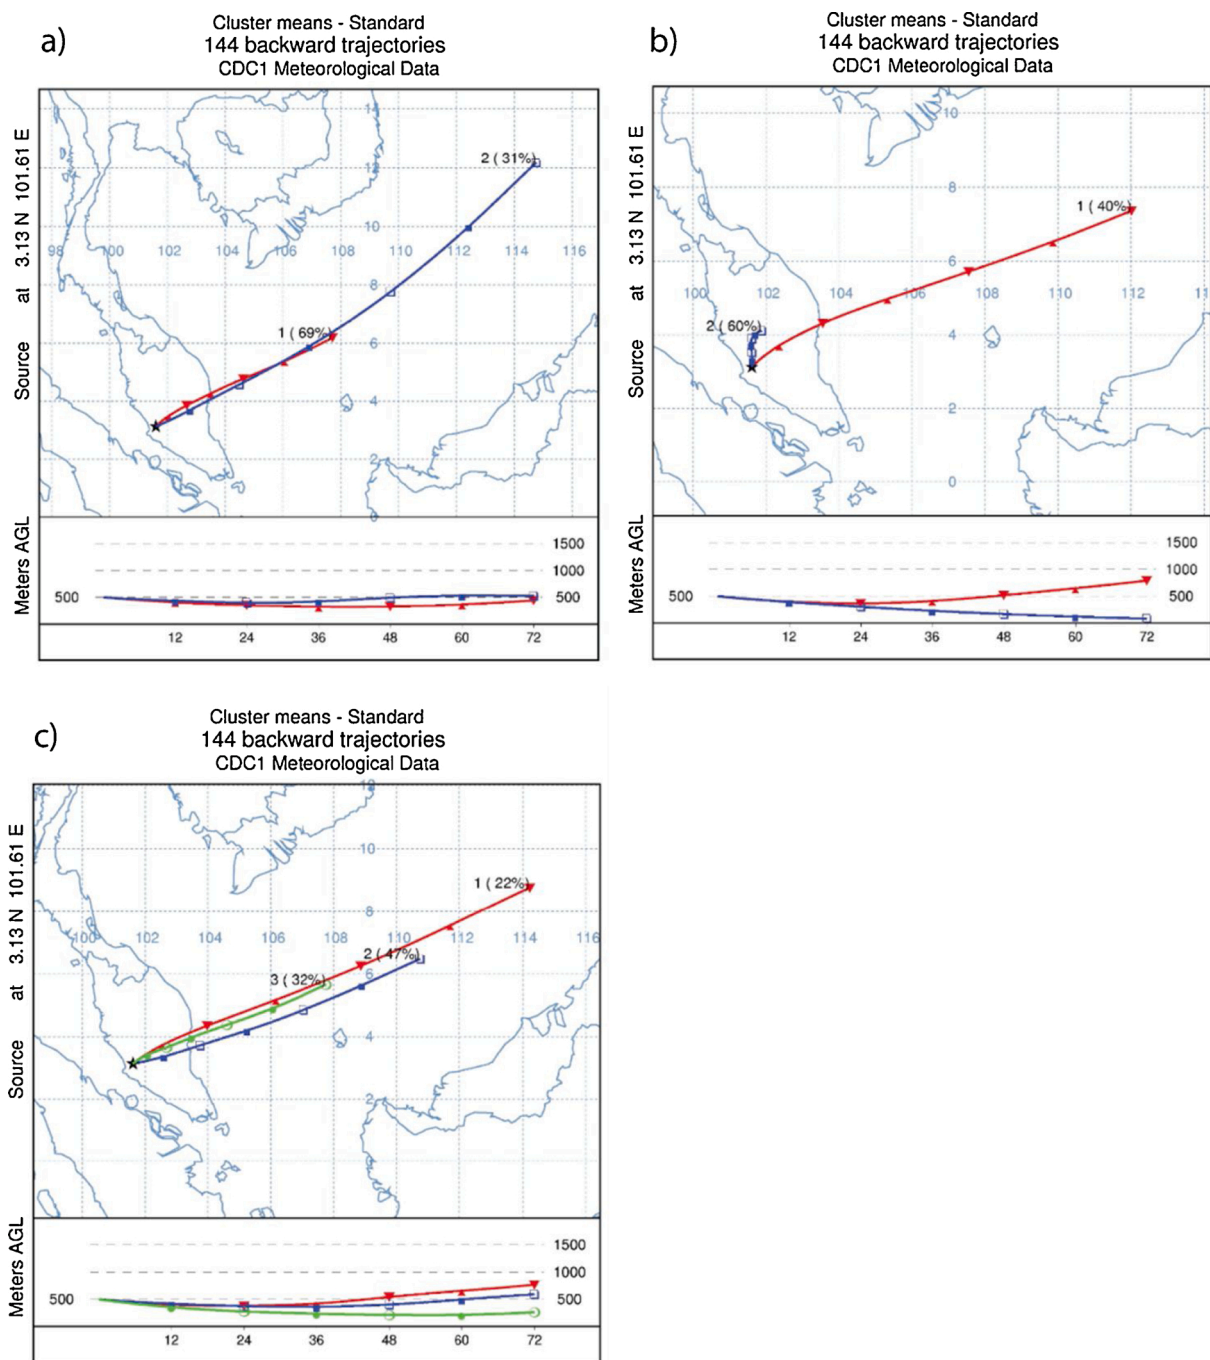 a)
Cluster means - Standard
144 backward trajectories
CDC1 Meteorological Data
Source at 3.13 N 101.61 E
14
2 ( 31%)
12
10
98 100 102 104 106 108 110 112 114 116
8
1 ( 69%)
6
4
2
0
Meters AGL
1500
1000
500 500
12 24 36 48 60 72
b)
Cluster means - Standard
144 backward trajectories
CDC1 Meteorological Data
Source at 3.13 N 101.61 E
10
8
1 ( 40%)
6
100 102 104 106 108 110 112 11
2 ( 60%)
4
2
0
Meters AGL
1500
1000
500 500
12 24 36 48 60 72
c)
Cluster means - Standard
144 backward trajectories
CDC1 Meteorological Data
Source at 3.13 N 101.61 E
12
10
1 ( 22%)
8
100 102 104 106 108 110 112 114 116
2 ( 47%)
6
3 ( 32%)
4
2
Meters AGL
1500
1000
500 500
12 24 36 48 60 72